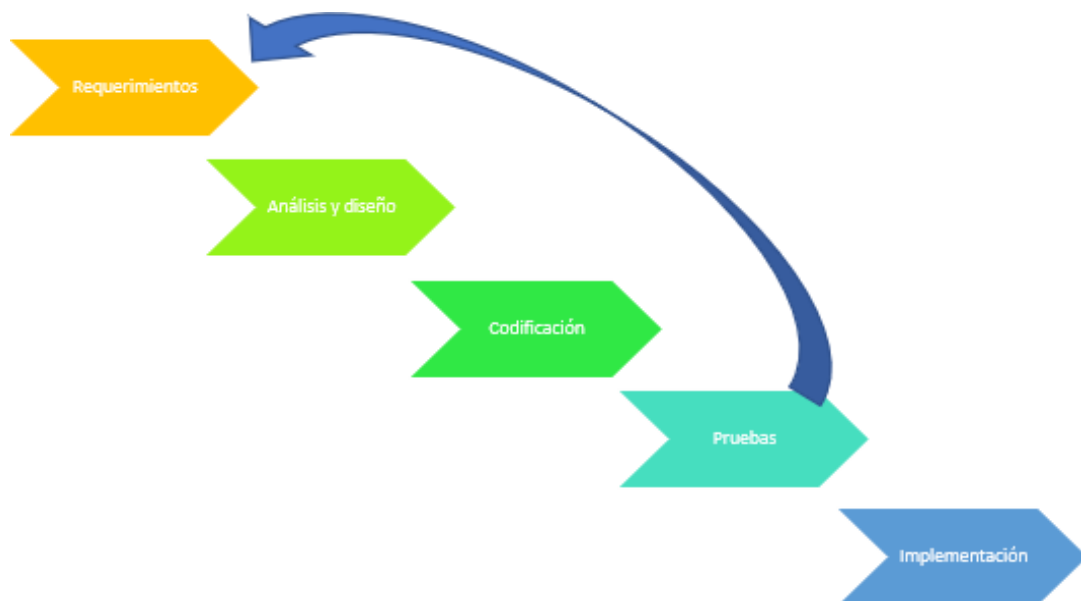 Requerimientos
Análisis y diseño
Codificación
Pruebas
Implementación